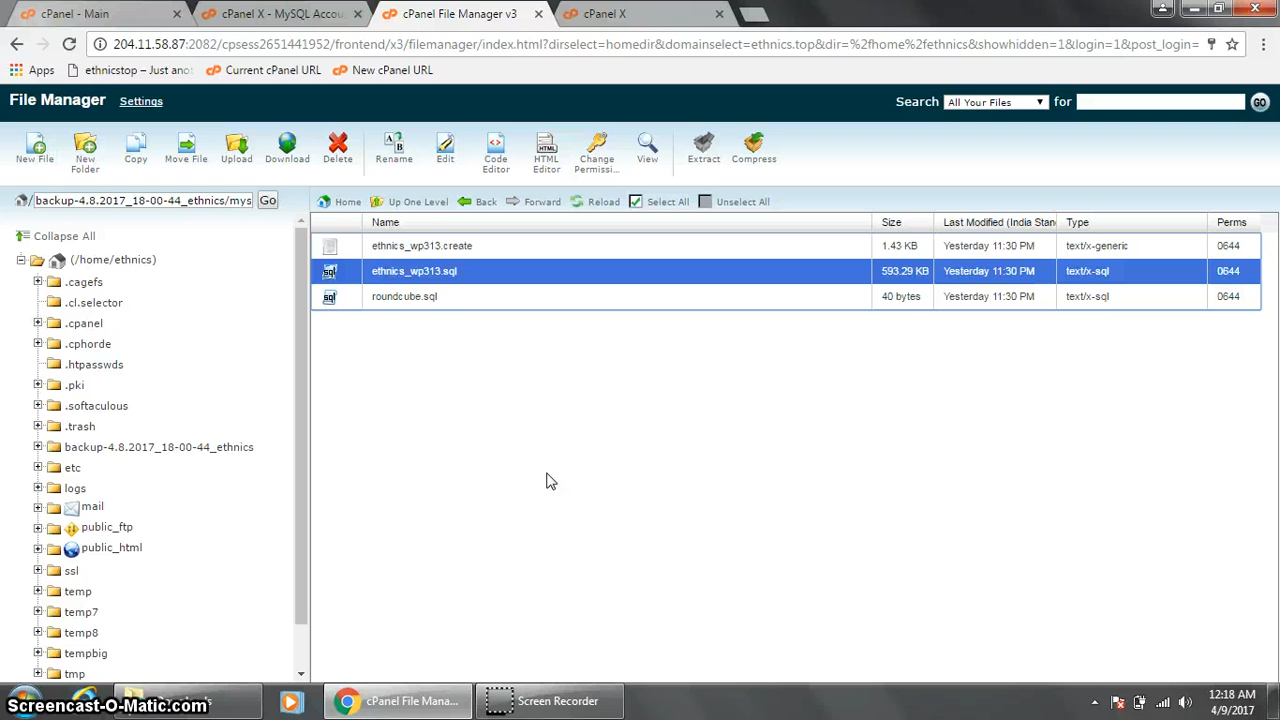 cPanel - Main
cPanel X - MySQL Accou
cPanel File Manager v3
cPanel X
204.11.58.87:2082/cpsess2651441952/frontend/x3/filemanager/index.html?dirselect=homedir&domainselect=ethnics.top&dir=%2fhome%2fethnics&showhidden=1&login=1&post_login=
Apps
ethnicstop – Just ano
Current cPanel URL
New cPanel URL
File Manager
Settings
Search
All Your Files
for
GO
New File
New Folder
Copy
Move File
Upload
Download
Delete
Rename
Edit
Code Editor
HTML Editor
Change Permissi...
View
Extract
Compress
/ backup-4.8.2017_18-00-44_ethnics/mys
Go
Home
Up One Level
Back
Forward
Reload
Select All
Unselect All
Collapse All
(/home/ethnics)
.cagefs
.cl.selector
.cpanel
.cphorde
.htpasswds
.pki
.softaculous
.trash
backup-4.8.2017_18-00-44_ethnics
etc
logs
mail
public_ftp
public_html
ssl
temp
temp7
temp8
tempbig
tmp
Name Size Last Modified (India Stan Type Perms
ethnics_wp313.create 1.43 KB Yesterday 11:30 PM text/x-generic 0644
sql ethnics_wp313.sql 593.29 KB Yesterday 11:30 PM text/x-sql 0644
sql roundcube.sql 40 bytes Yesterday 11:30 PM text/x-sql 0644
Screencast-O-Matic.com
cPanel File Mana...
Screen Recorder
12:18 AM
4/9/2017